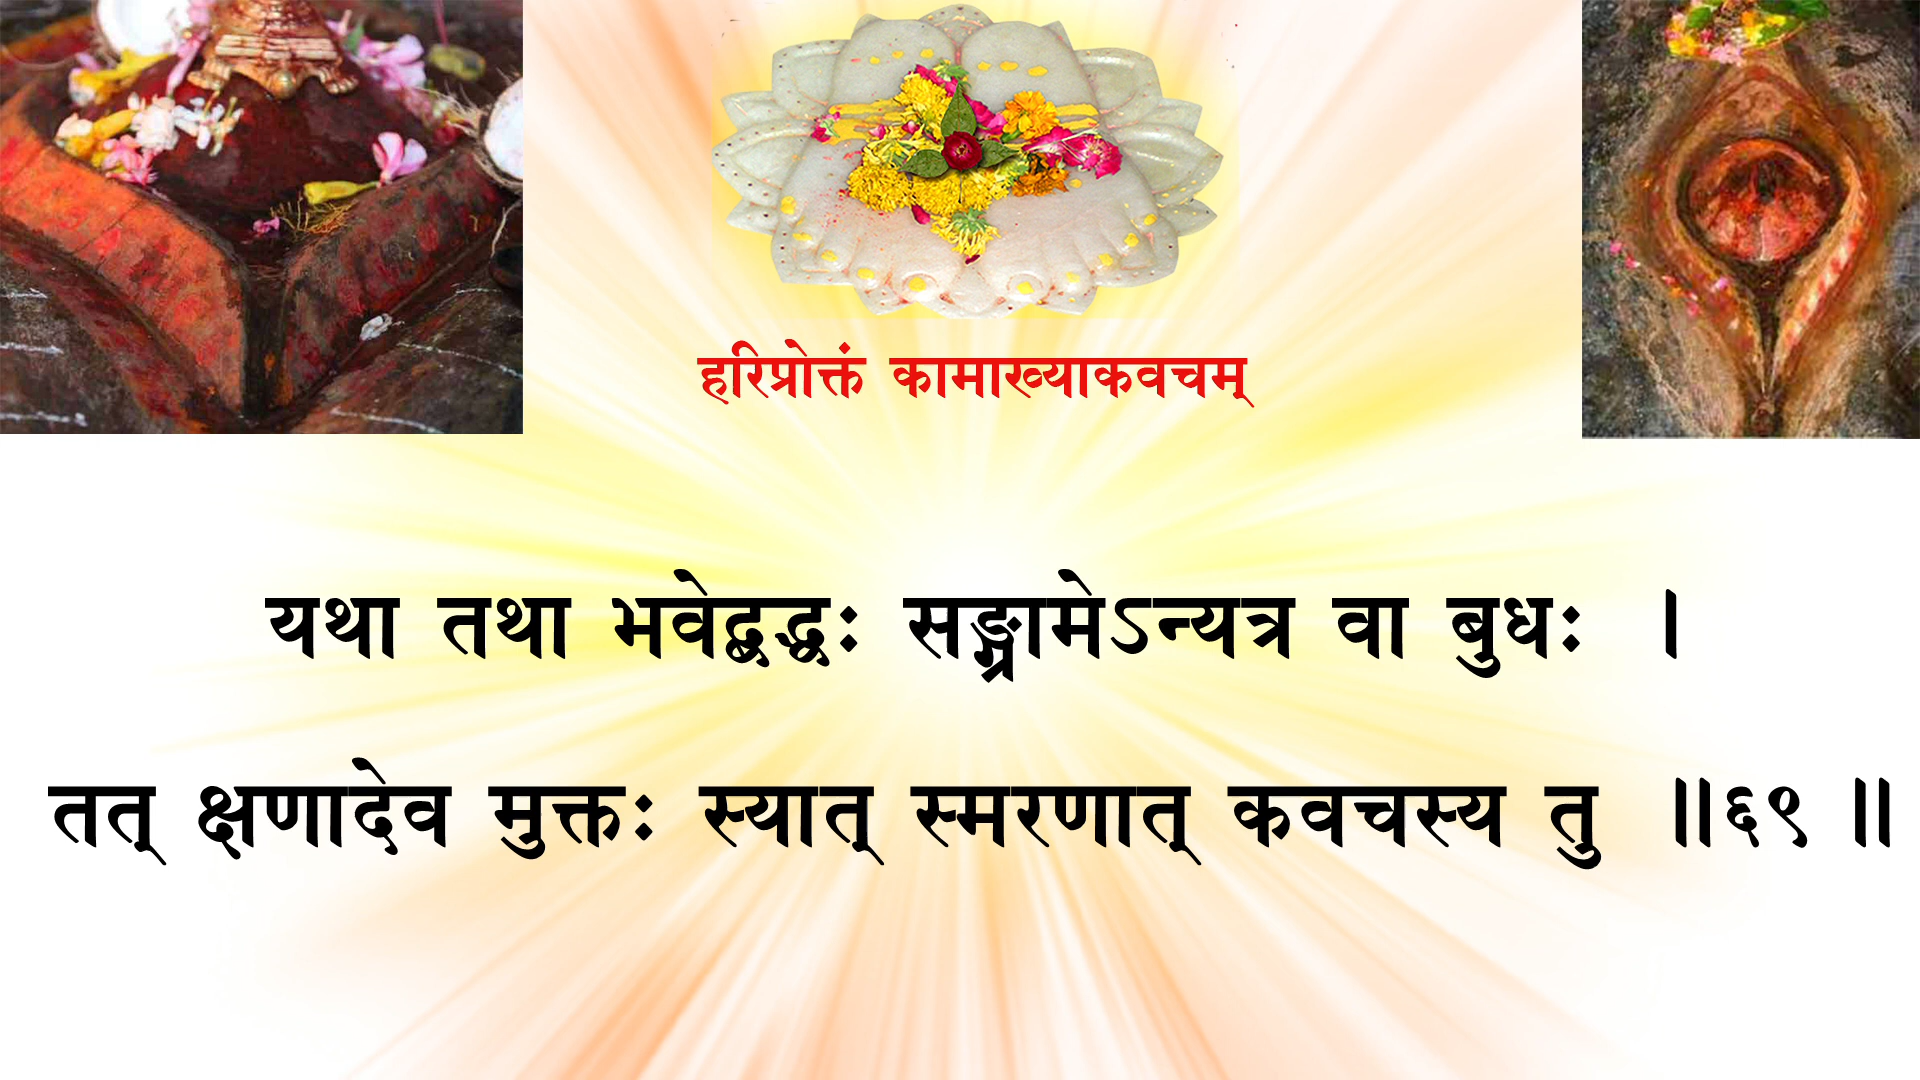 हरिप्रोक्तं कामाख्याकवचम्
यथा तथा भवेद्बद्धः सङ्ग्रामेऽन्यत्र वा बुधः ।
तत् क्षणादेव मुक्तः स्यात् स्मरणात् कवचस्य तु ॥६९ ॥